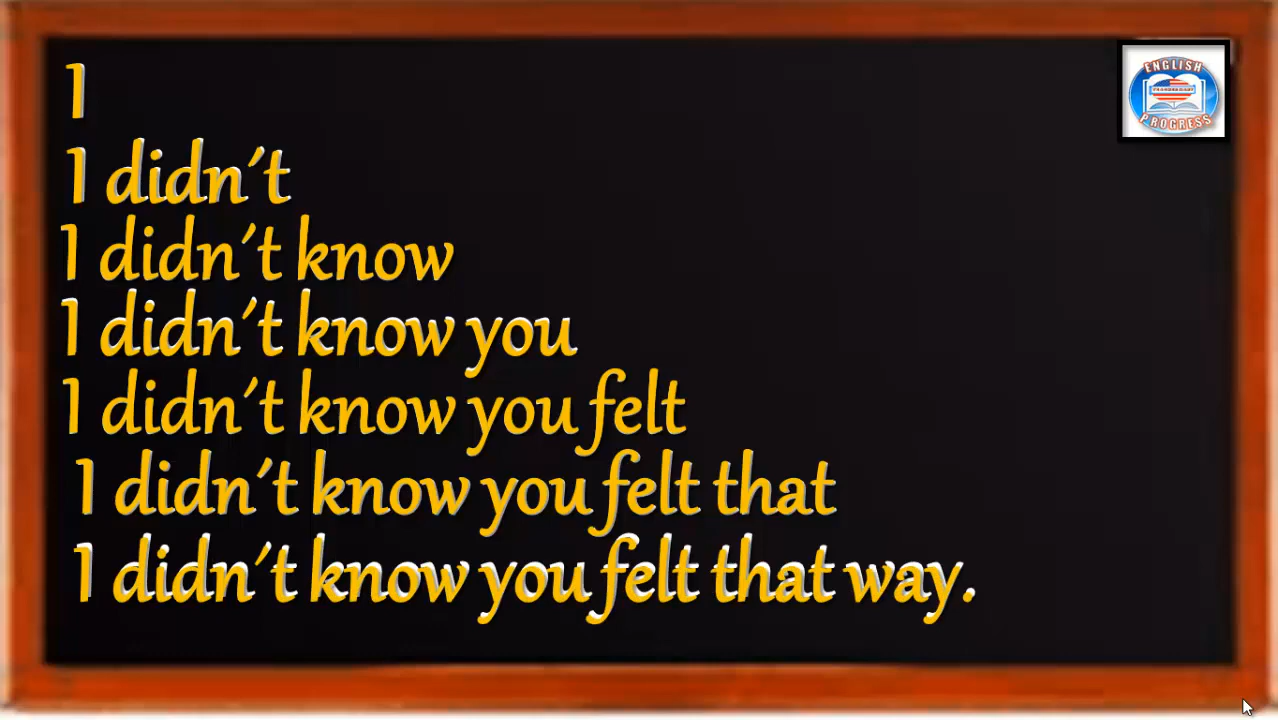 I
I didn´t
I didn´t know
I didn´t know you
I didn´t know you felt
I didn´t know you felt that
I didn´t know you felt that way.
ENGLISH
PROGRESS